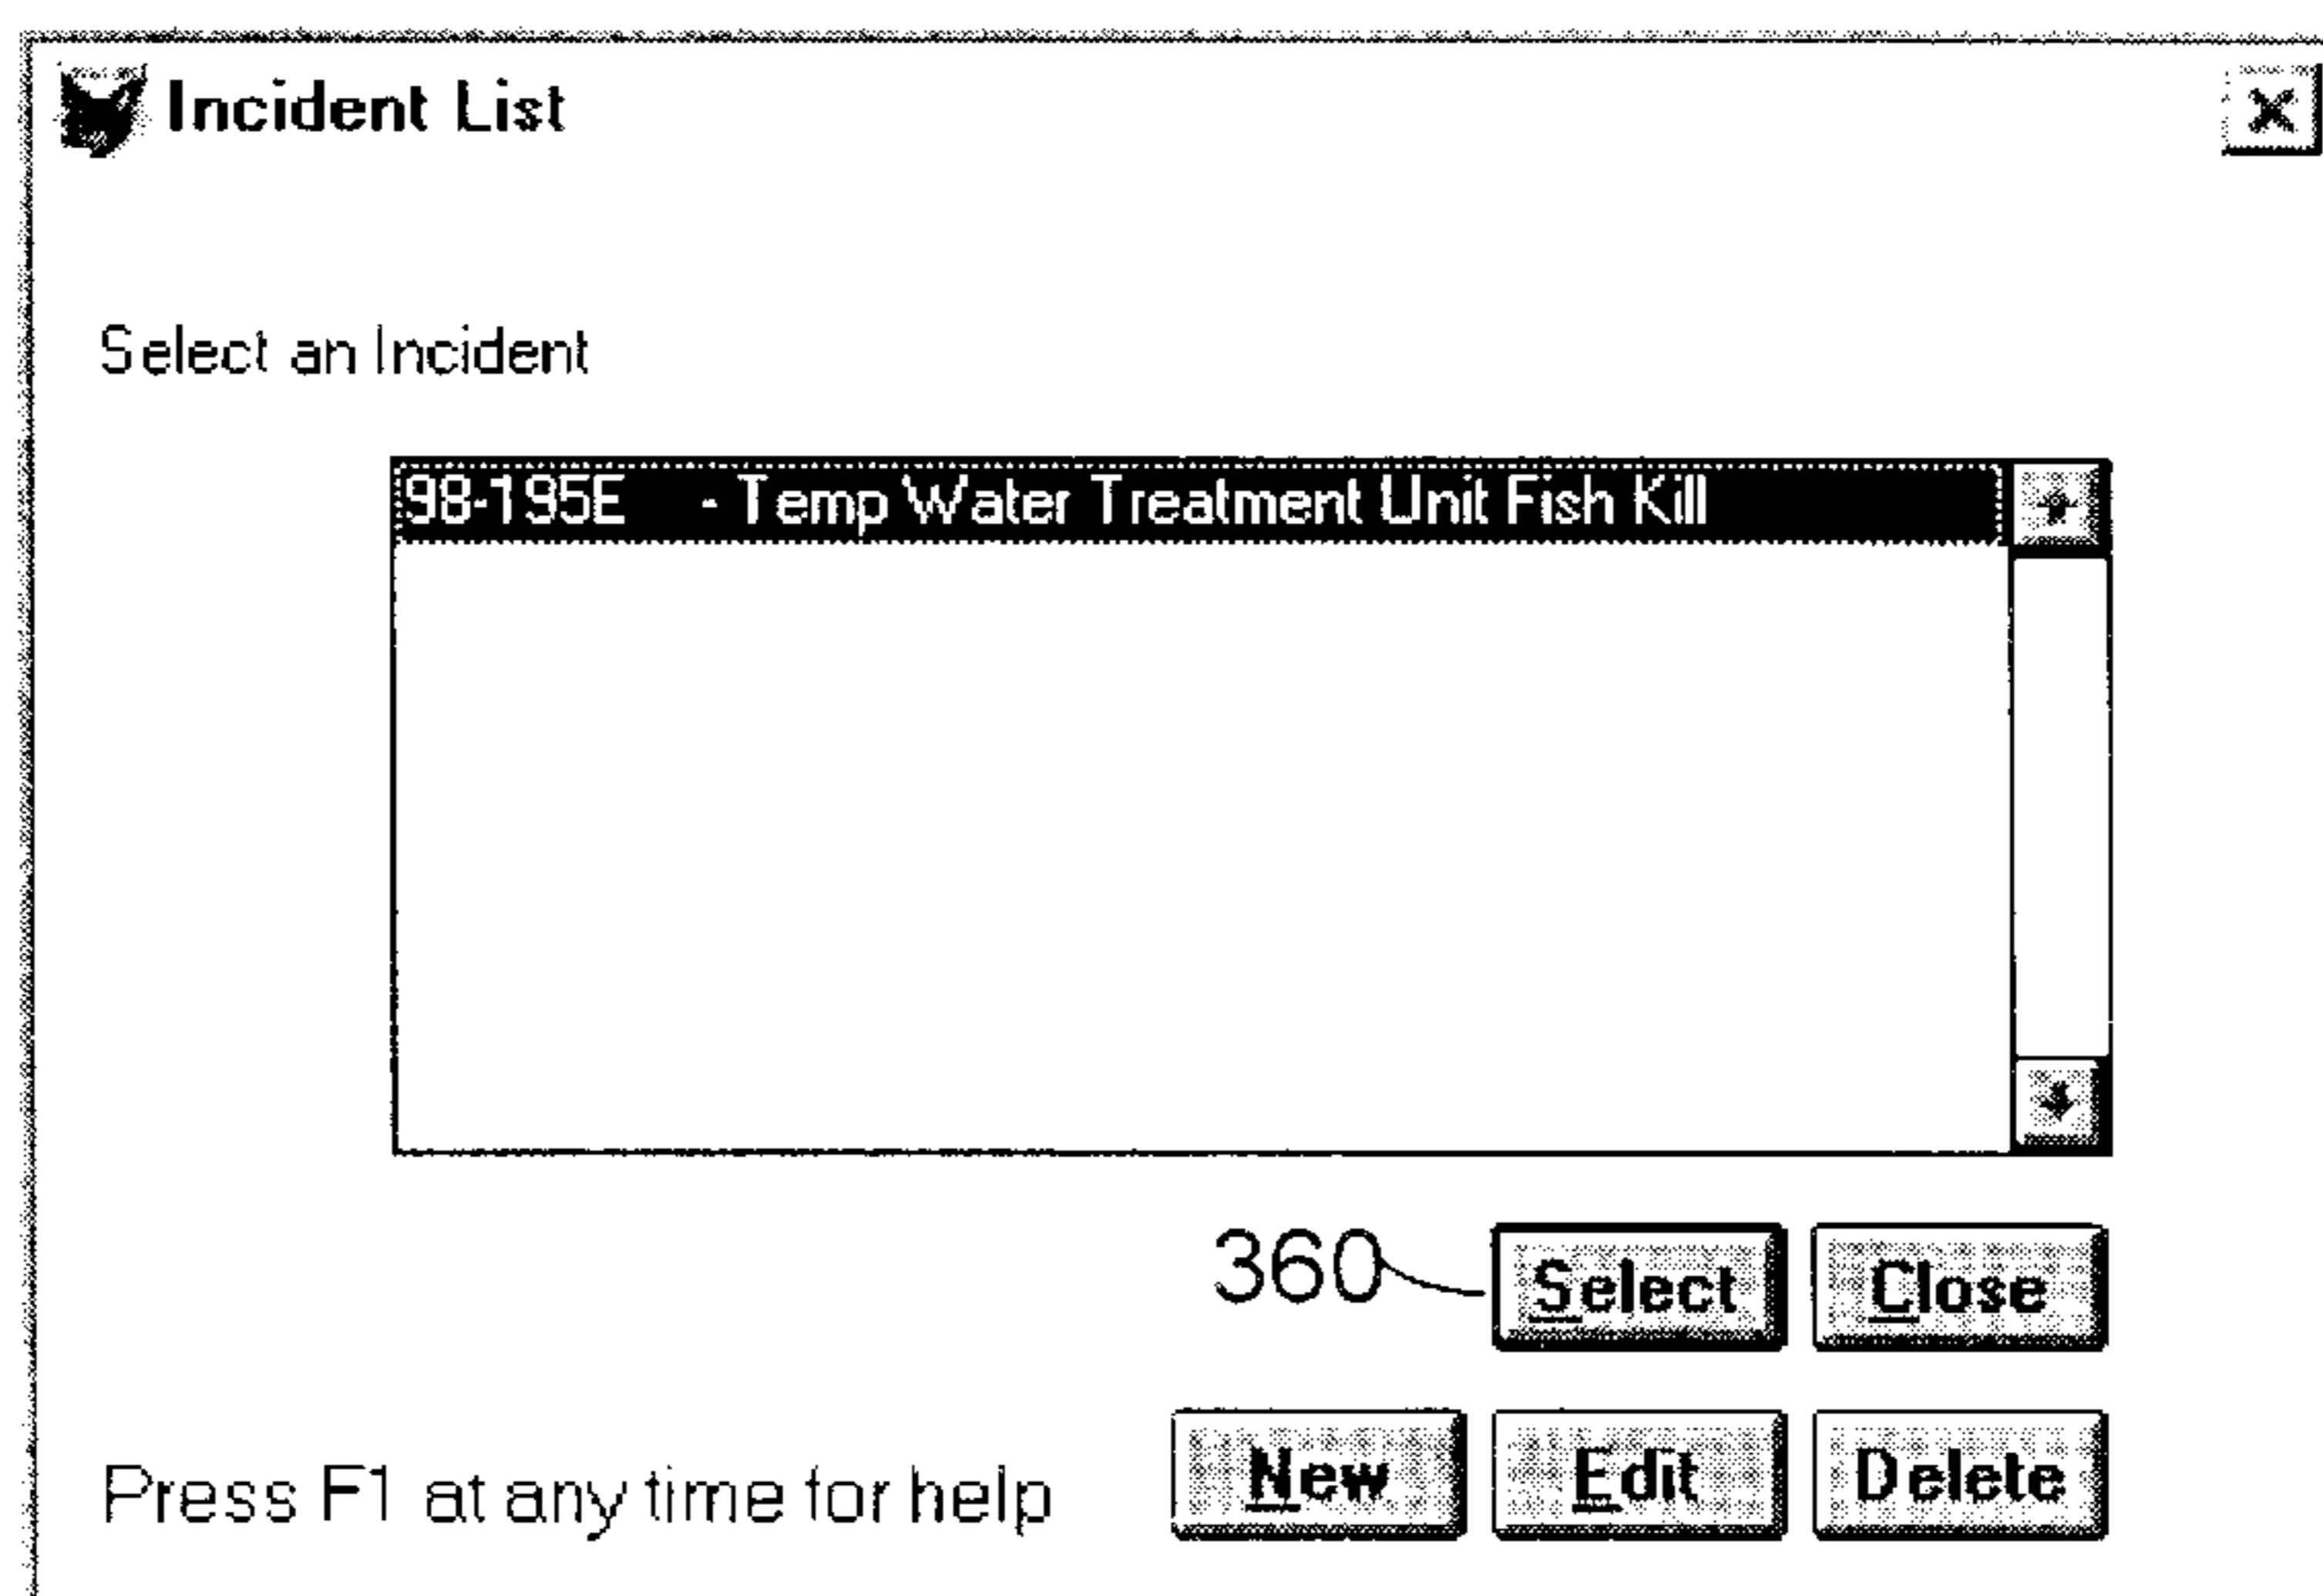 Incident List
Select an Incident
98-195E - Temp Water Treatment Unit Fish Kill
360 Select Close
Press F1 at any time for help New Edit Delete